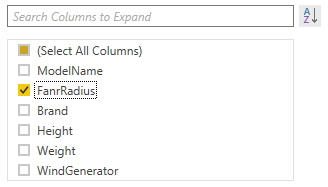 Search Columns to Expand
A
Z
(Select All Columns)
ModelName
FanrRadius
Brand
Height
Weight
WindGenerator